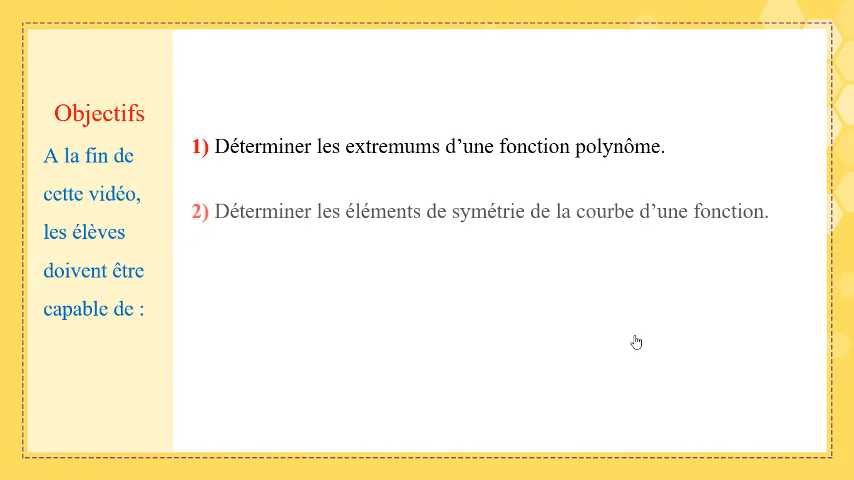 Objectifs
A la fin de
cette vidéo,
les élèves
doivent être
capable de :
1) Déterminer les extremums d’une fonction polynôme.
2) Déterminer les éléments de symétrie de la courbe d’une fonction.